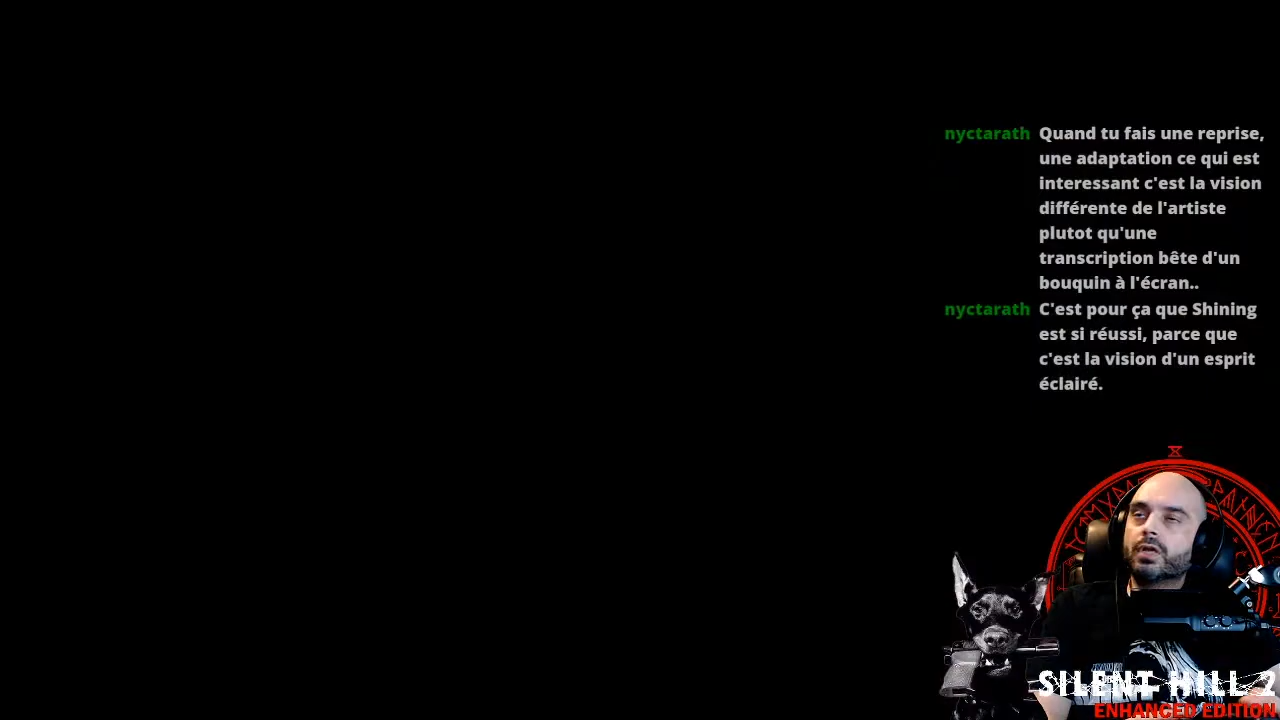 nyctarath Quand tu fais une reprise,
une adaptation ce qui est
interessant c'est la vision
différente de l'artiste
plutot qu'une
transcription bête d'un
bouquin à l'écran..
nyctarath C'est pour ça que Shining
est si réussi, parce que
c'est la vision d'un esprit
éclairé.
SILENT HILL 2
ENHANCED EDITION